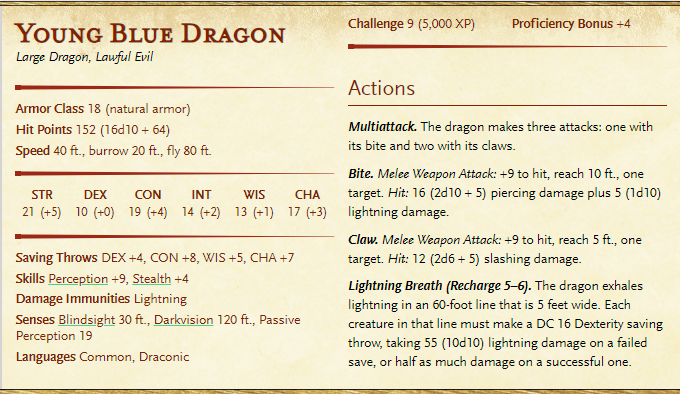 Young Blue Dragon
Large Dragon, Lawful Evil
Armor Class 18 (natural armor)
Hit Points 152 (16d10 + 64)
Speed 40 ft., burrow 20 ft., fly 80 ft.
STR DEX CON INT WIS CHA
21 (+5) 10 (+0) 19 (+4) 14 (+2) 13 (+1) 17 (+3)
Saving Throws DEX +4, CON +8, WIS +5, CHA +7
Skills Perception +9, Stealth +4
Damage Immunities Lightning
Senses Blindsight 30 ft., Darkvision 120 ft., Passive
Perception 19
Languages Common, Draconic
Challenge 9 (5,000 XP) Proficiency Bonus +4
Actions
Multiattack. The dragon makes three attacks: one with
its bite and two with its claws.
Bite. Melee Weapon Attack: +9 to hit, reach 10 ft., one
target. Hit: 16 (2d10 + 5) piercing damage plus 5 (1d10)
lightning damage.
Claw. Melee Weapon Attack: +9 to hit, reach 5 ft., one
target. Hit: 12 (2d6 + 5) slashing damage.
Lightning Breath (Recharge 5–6). The dragon exhales
lightning in an 60-foot line that is 5 feet wide. Each
creature in that line must make a DC 16 Dexterity saving
throw, taking 55 (10d10) lightning damage on a failed
save, or half as much damage on a successful one.